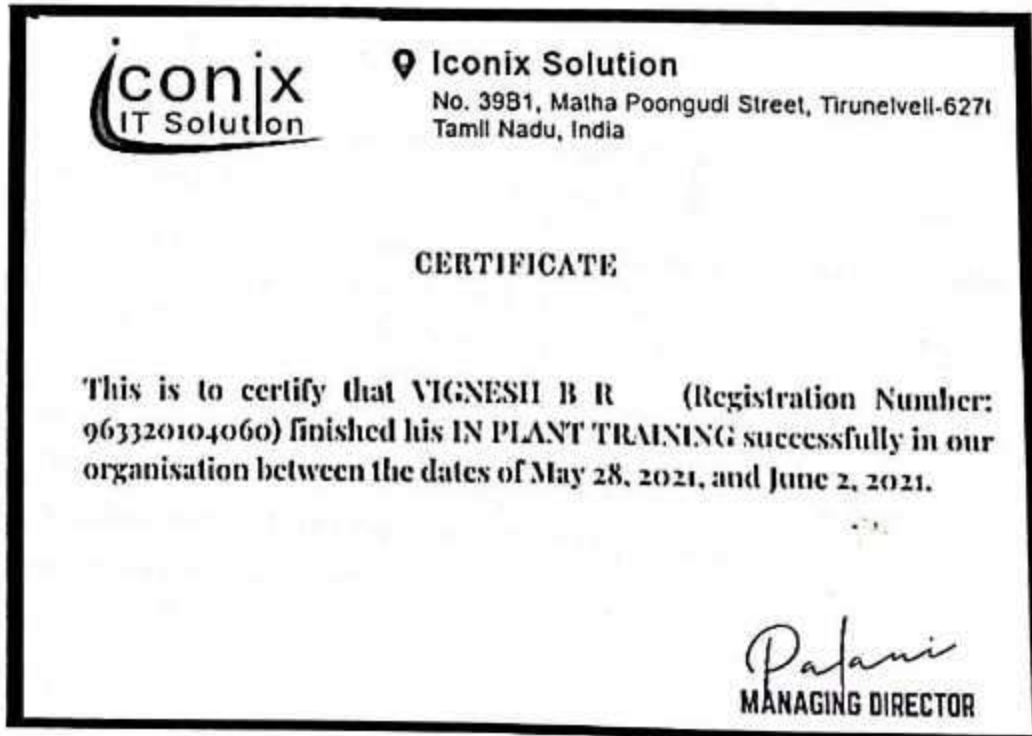 iconix
IT Solution
Iconix Solution
No. 39B1, Matha Poongudi Street, Tirunelveli-627
Tamil Nadu, India
CERTIFICATE
This is to certify that VIGNESH B R (Registration Number:
963320104060) finished his IN PLANT TRAINING successfully in our
organisation between the dates of May 28, 2021, and June 2, 2021.
Palani
MANAGING DIRECTOR